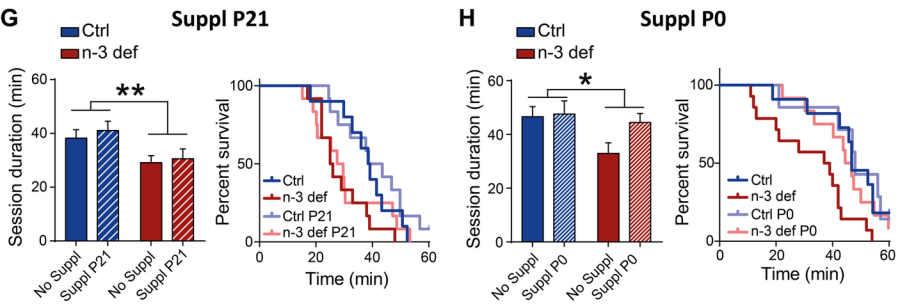 G
Suppl P21
Ctrl
n-3 def
Session duration (min)
60
40
20
0
**
No Suppl
Suppl P21
No Suppl
Suppl P21
Percent survival
100
50
0
Ctrl
n-3 def
Ctrl P21
n-3 def P21
0
20
40
60
Time (min)
H
Suppl P0
Ctrl
n-3 def
Session duration (min)
60
40
20
0
*
No Suppl
Suppl P0
No Suppl
Suppl P0
Percent survival
100
50
0
Ctrl
n-3 def
Ctrl P0
n-3 def P0
0
20
40
60
Time (min)